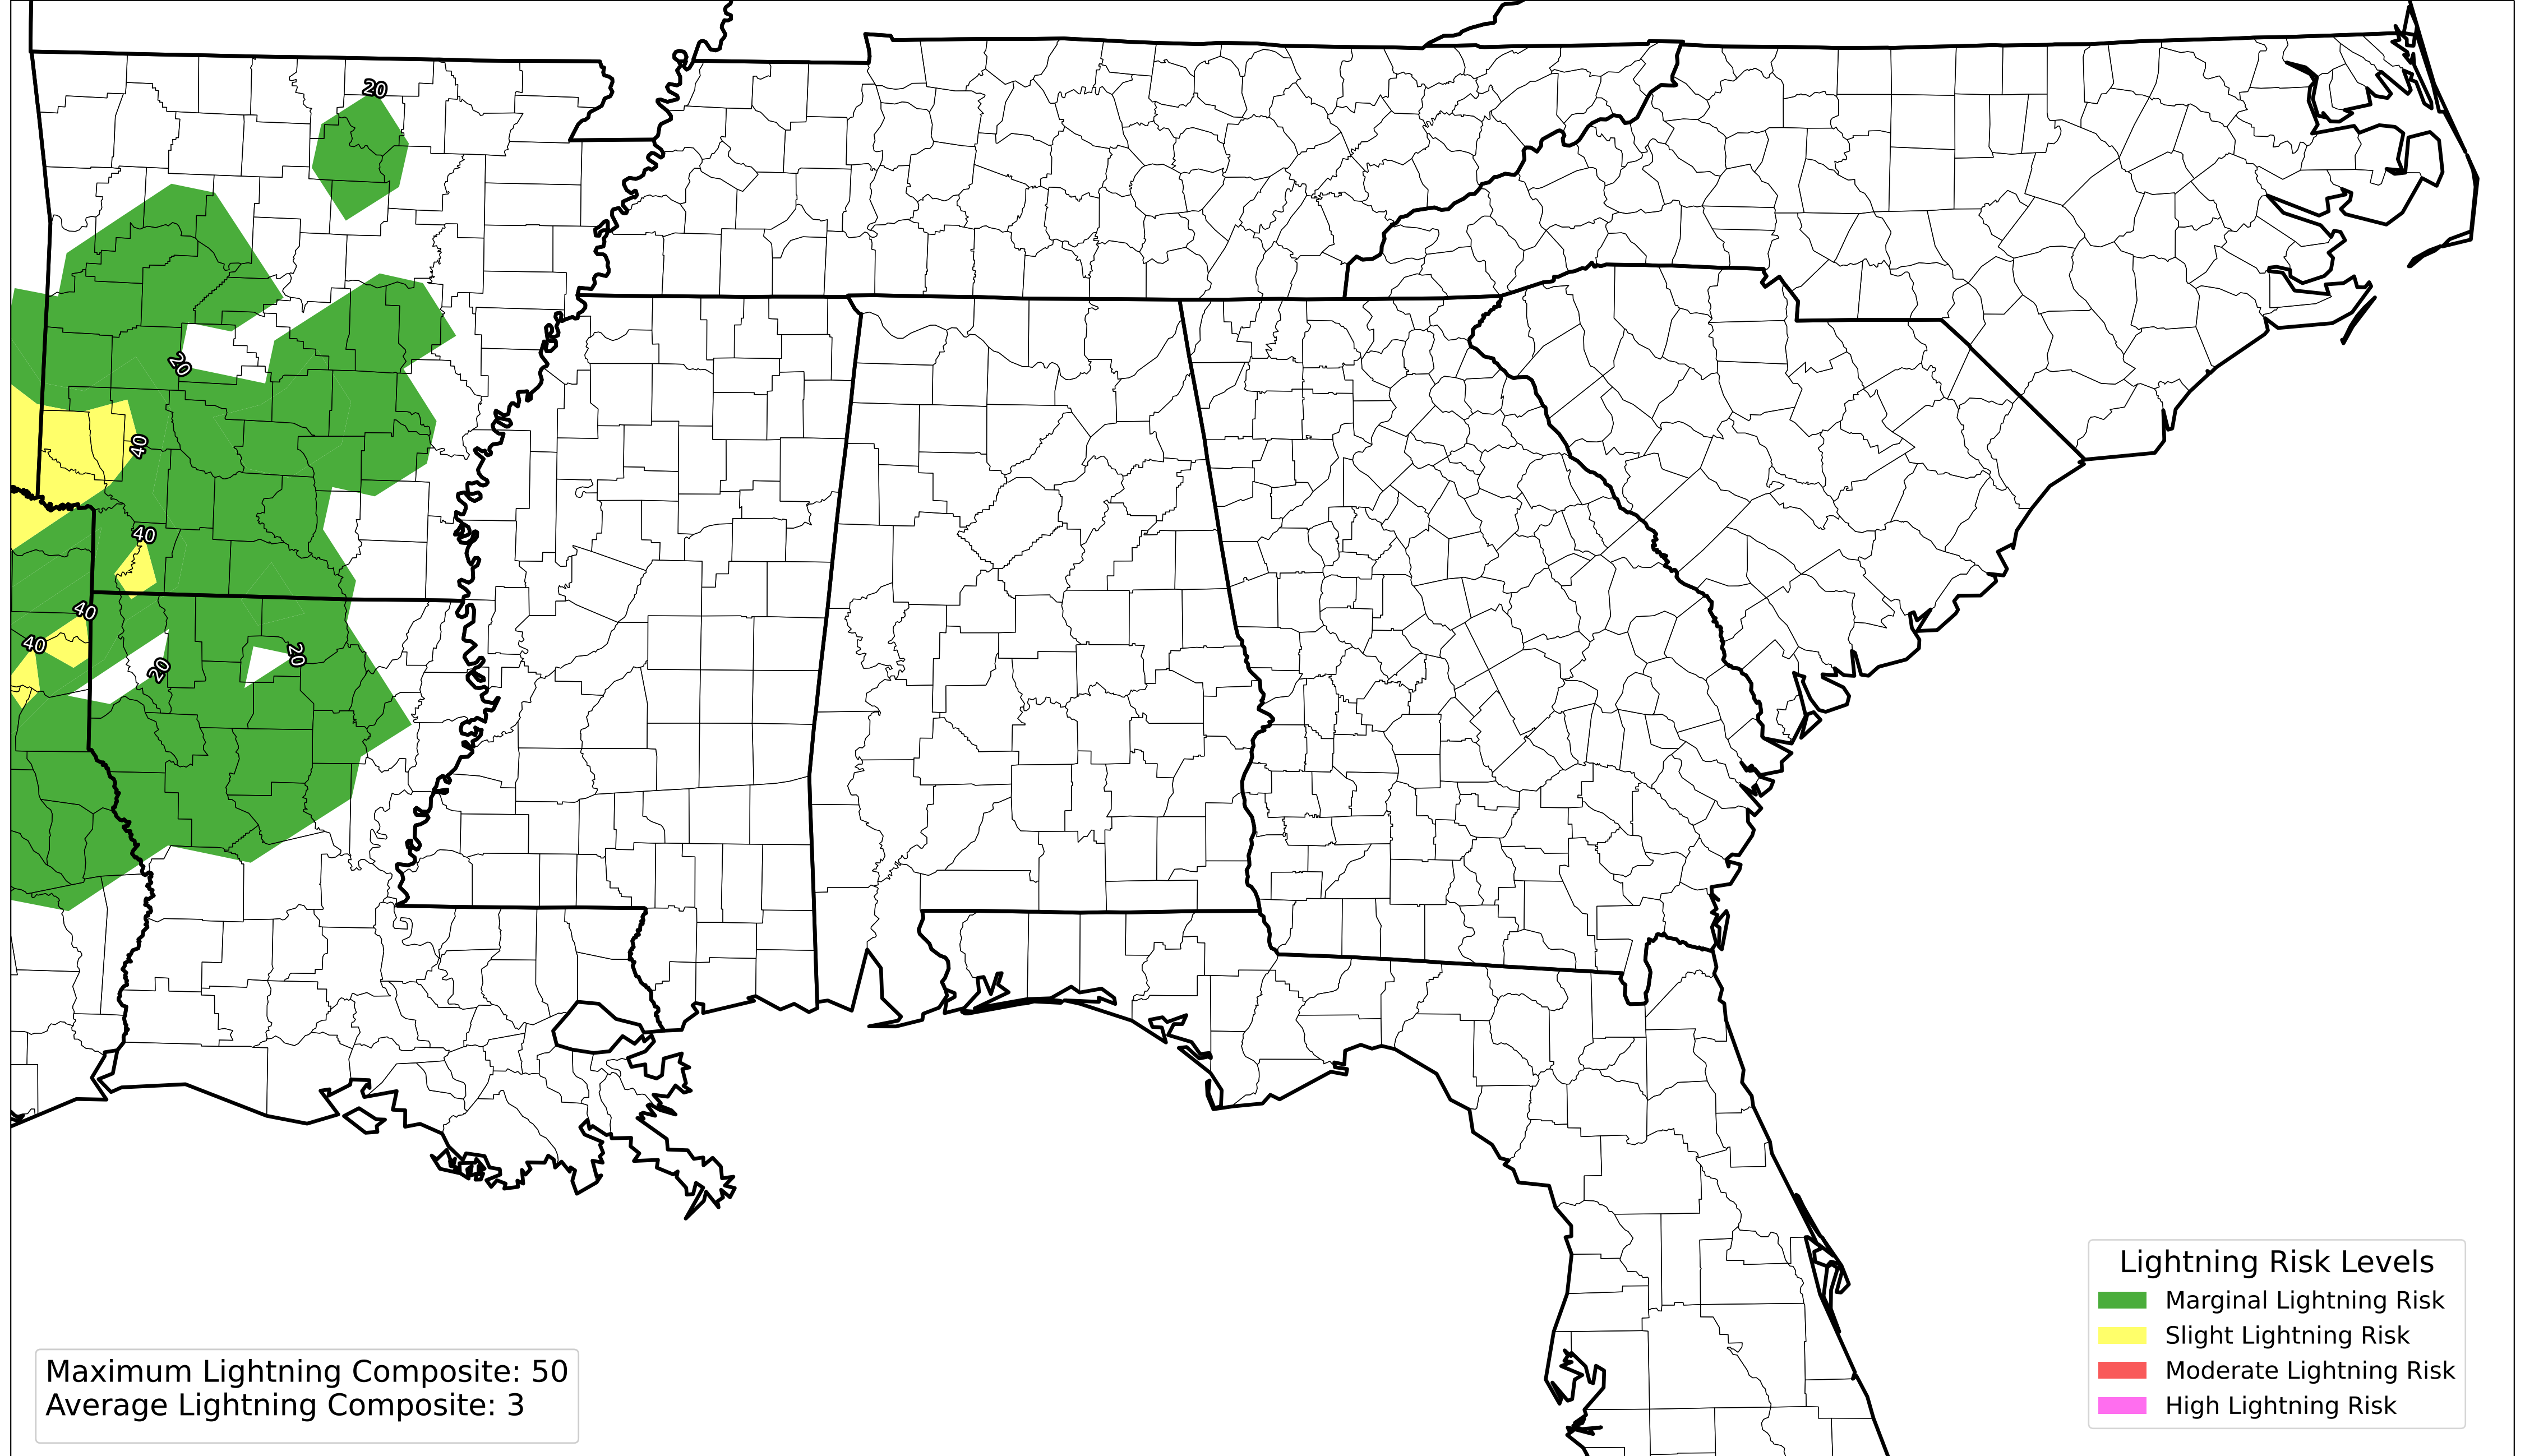 20
20
40
40
40
40
20
20
Lightning Risk Levels
Marginal Lightning Risk
Slight Lightning Risk
Moderate Lightning Risk
High Lightning Risk
Maximum Lightning Composite: 50
Average Lightning Composite: 3